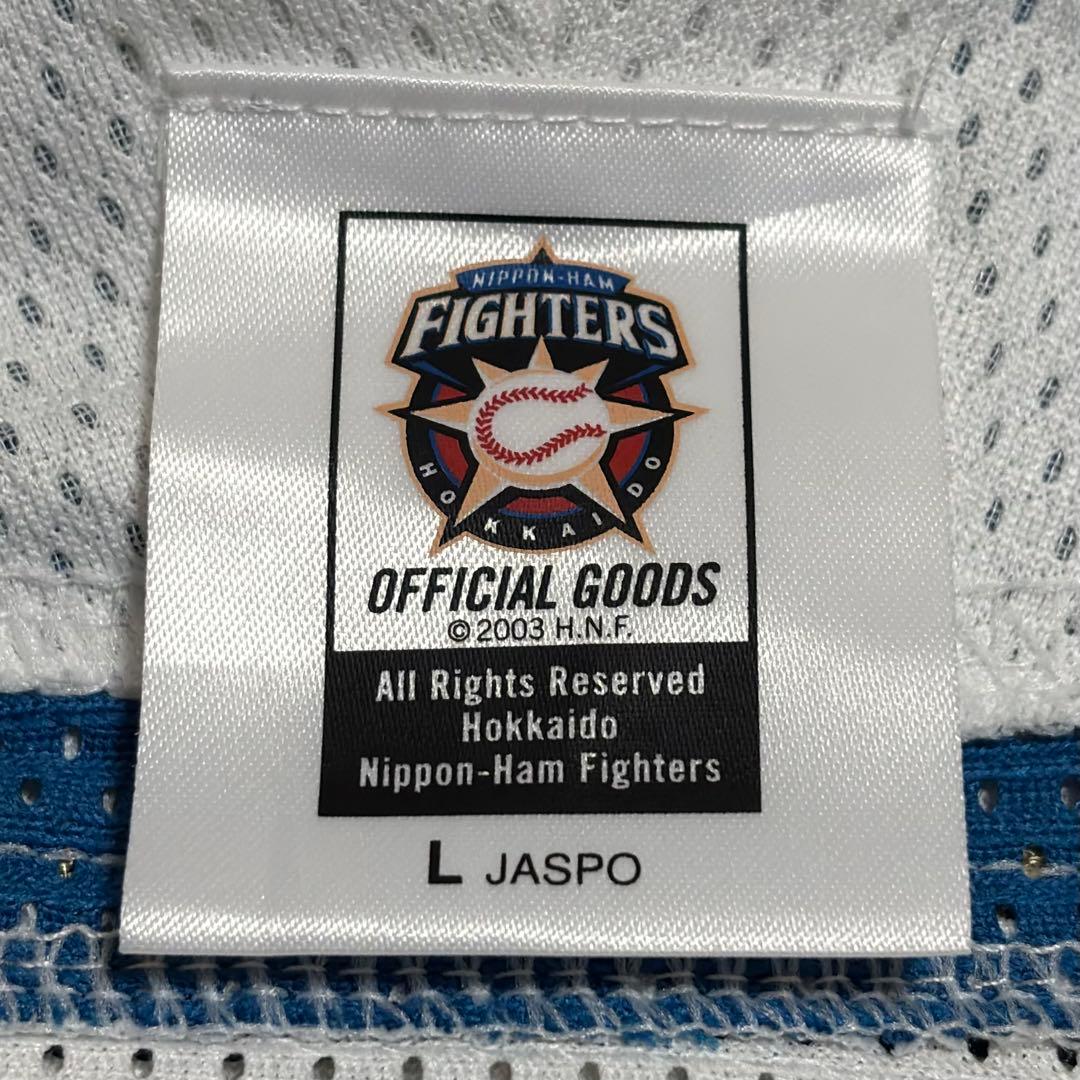 NIPPON-HAM
FIGHTERS
HOKKAIDO
OFFICIAL GOODS
© 2003 H.N.F.
All Rights Reserved
Hokkaido
Nippon-Ham Fighters
L JASPO